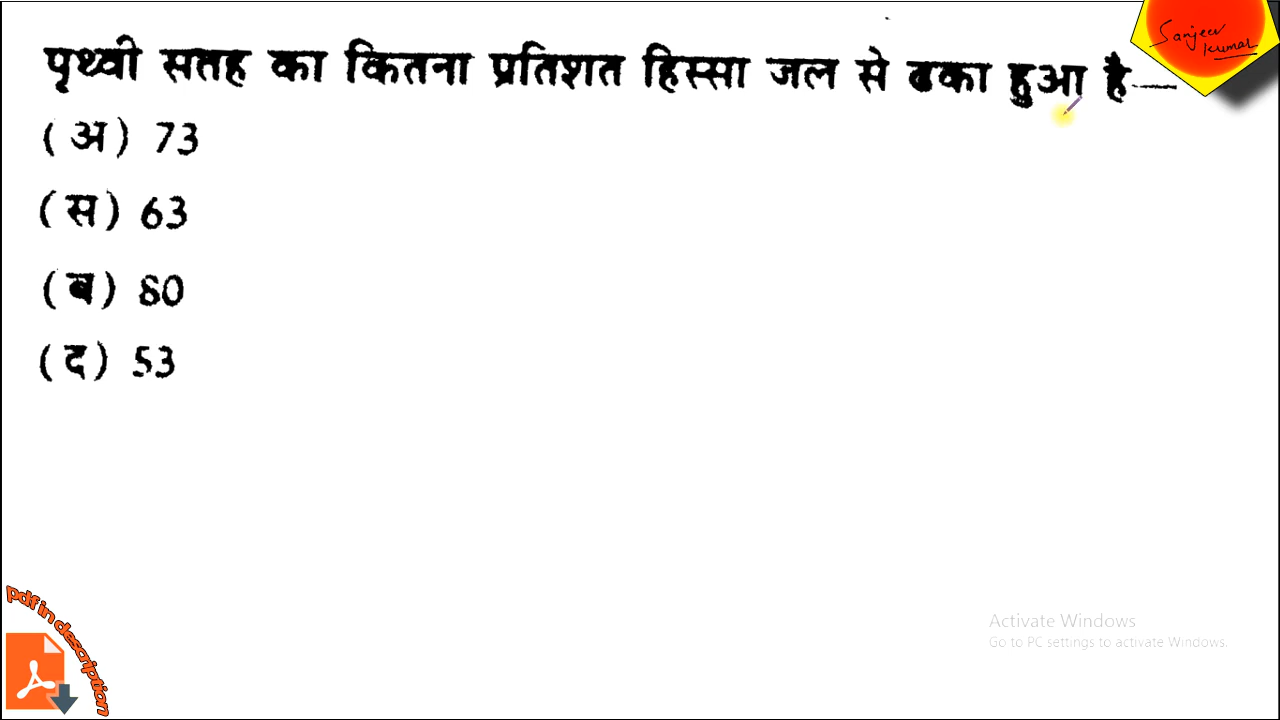 पृथ्वी सतह का कितना प्रतिशत हिस्सा जल से ढका हुआ है—
(अ) 73
(स) 63
(ब) 80
(द) 53
Sanjeev
Kumar
pdf in description
Activate Windows
Go to PC settings to activate Windows.